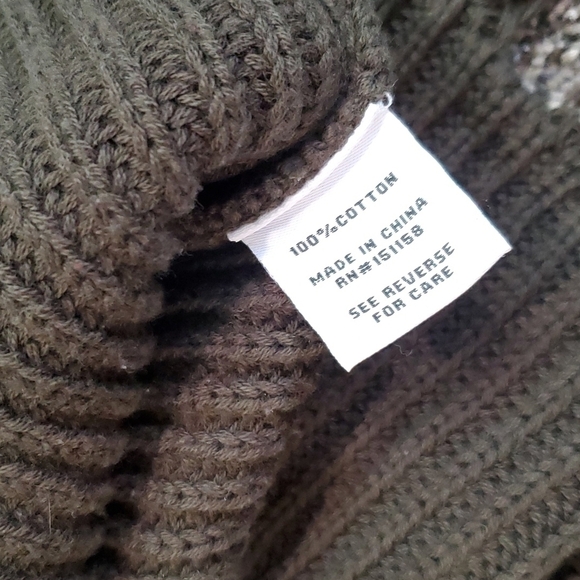 100%COTTON
MADE IN CHINA
RN#151158
SEE REVERSE
FOR CARE